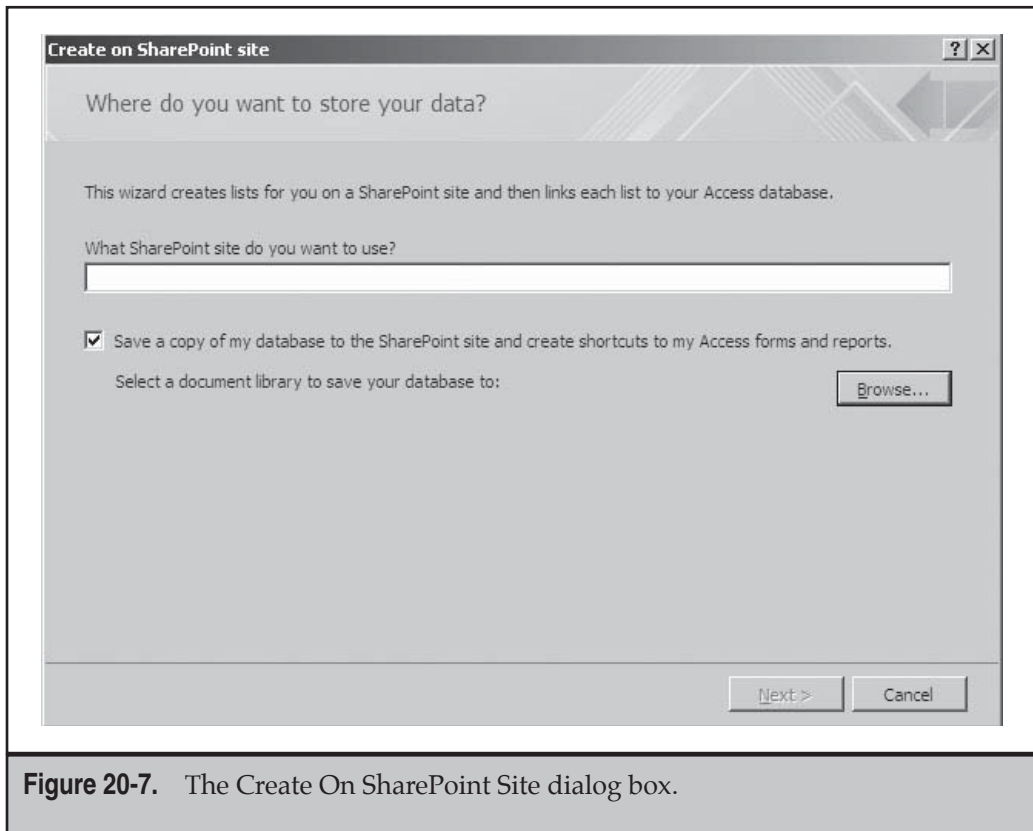 Create on SharePoint site
Where do you want to store your data?
This wizard creates lists for you on a SharePoint site and then links each list to your Access database.
What SharePoint site do you want to use?
Save a copy of my database to the SharePoint site and create shortcuts to my Access forms and reports.
Select a document library to save your database to:
Browse...
Next >
Cancel
Figure 20-7. The Create On SharePoint Site dialog box.